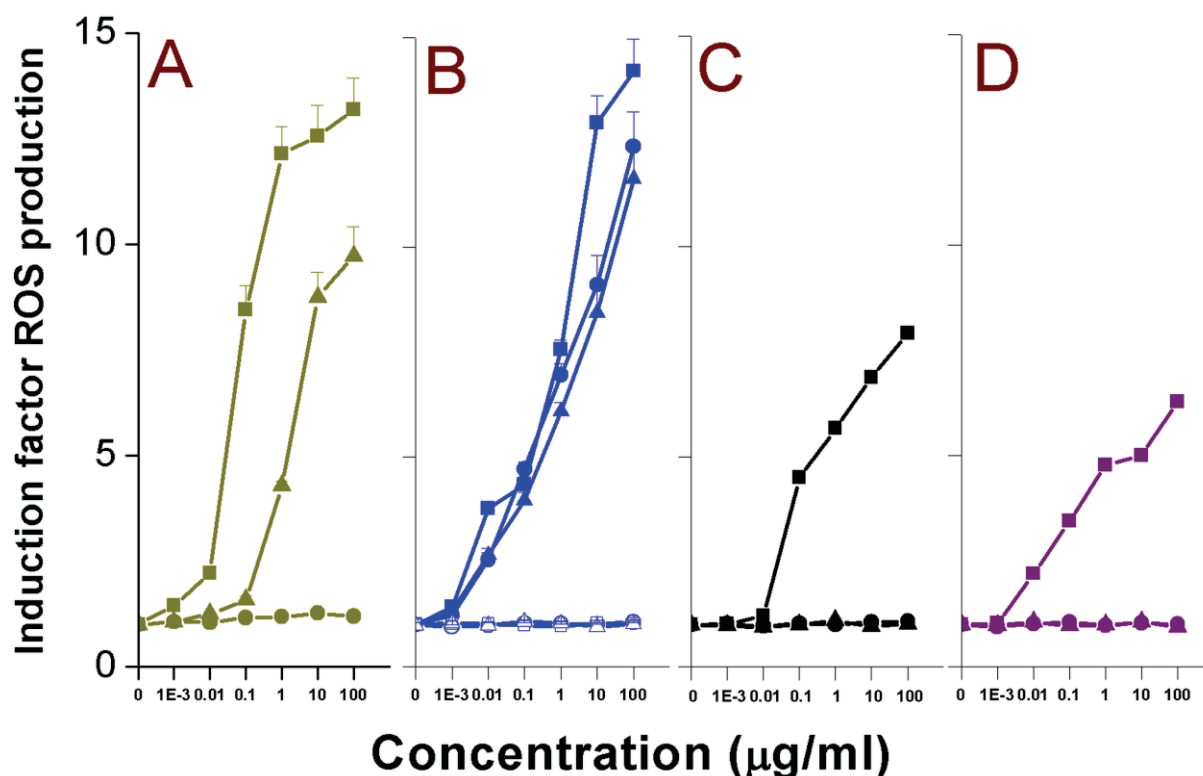 Induction factor ROS production
15
10
5
0
A
B
C
D
0 1E-3 0.01 0.1 1 10 100
0 1E-3 0.01 0.1 1 10 100
0 1E-3 0.01 0.1 1 10 100
0 1E-3 0.01 0.1 1 10 100
Concentration (μg/ml)